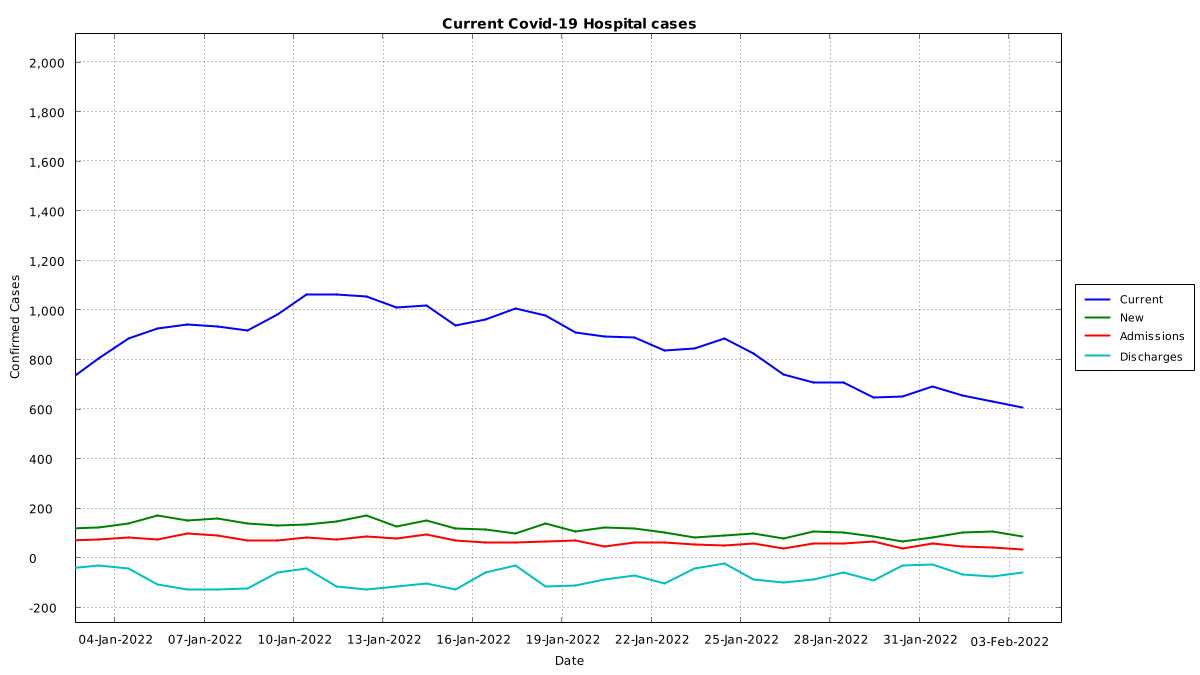 Current Covid-19 Hospital cases
2,000
1,800
1,600
1,400
1,200
1,000
800
600
400
200
0
-200
Confirmed Cases
04-Jan-2022 07-Jan-2022 10-Jan-2022 13-Jan-2022 16-Jan-2022 19-Jan-2022 22-Jan-2022 25-Jan-2022 28-Jan-2022 31-Jan-2022 03-Feb-2022
Date
Current
New
Admissions
Discharges